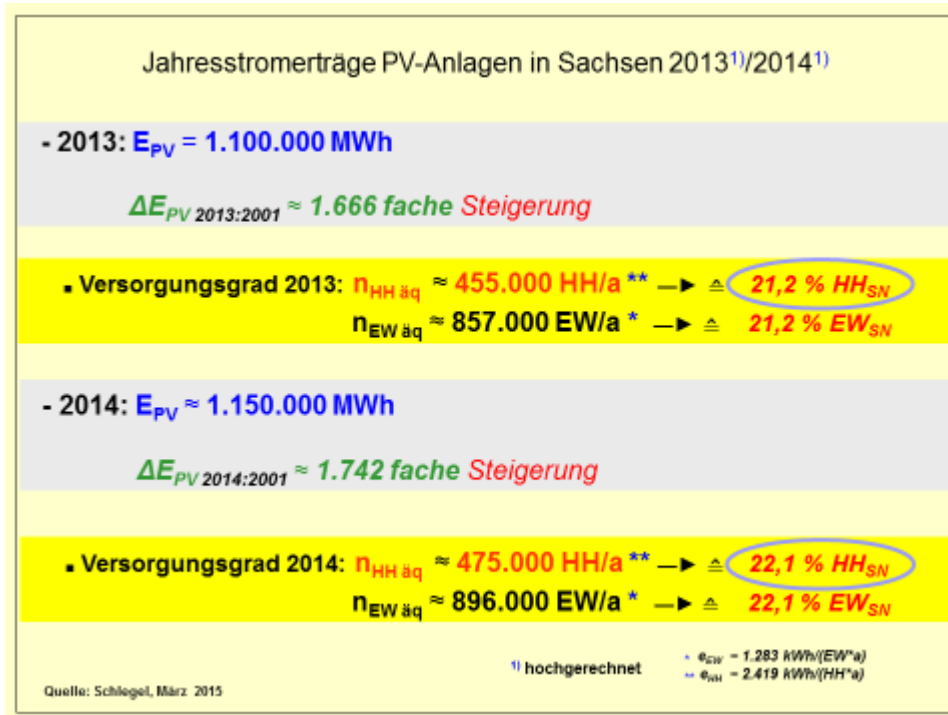 Jahresstromerträge PV-Anlagen in Sachsen 2013¹⁾/2014¹⁾
- 2013: E_PV = 1.100.000 MWh
ΔE_PV 2013:2001 ≈ 1.666 fache Steigerung
▪ Versorgungsgrad 2013: n_HH äq ≈ 455.000 HH/a ** —► ≙ 21,2 % HH_SN
n_EW äq ≈ 857.000 EW/a * —► ≙ 21,2 % EW_SN
- 2014: E_PV ≈ 1.150.000 MWh
ΔE_PV 2014:2001 ≈ 1.742 fache Steigerung
▪ Versorgungsgrad 2014: n_HH äq ≈ 475.000 HH/a ** —► ≙ 22,1 % HH_SN
n_EW äq ≈ 896.000 EW/a * —► ≙ 22,1 % EW_SN
¹⁾ hochgerechnet
* e_EW = 1.283 kWh/(EW*a)
** e_HH = 2.419 kWh/(HH*a)
Quelle: Schlegel, März 2015